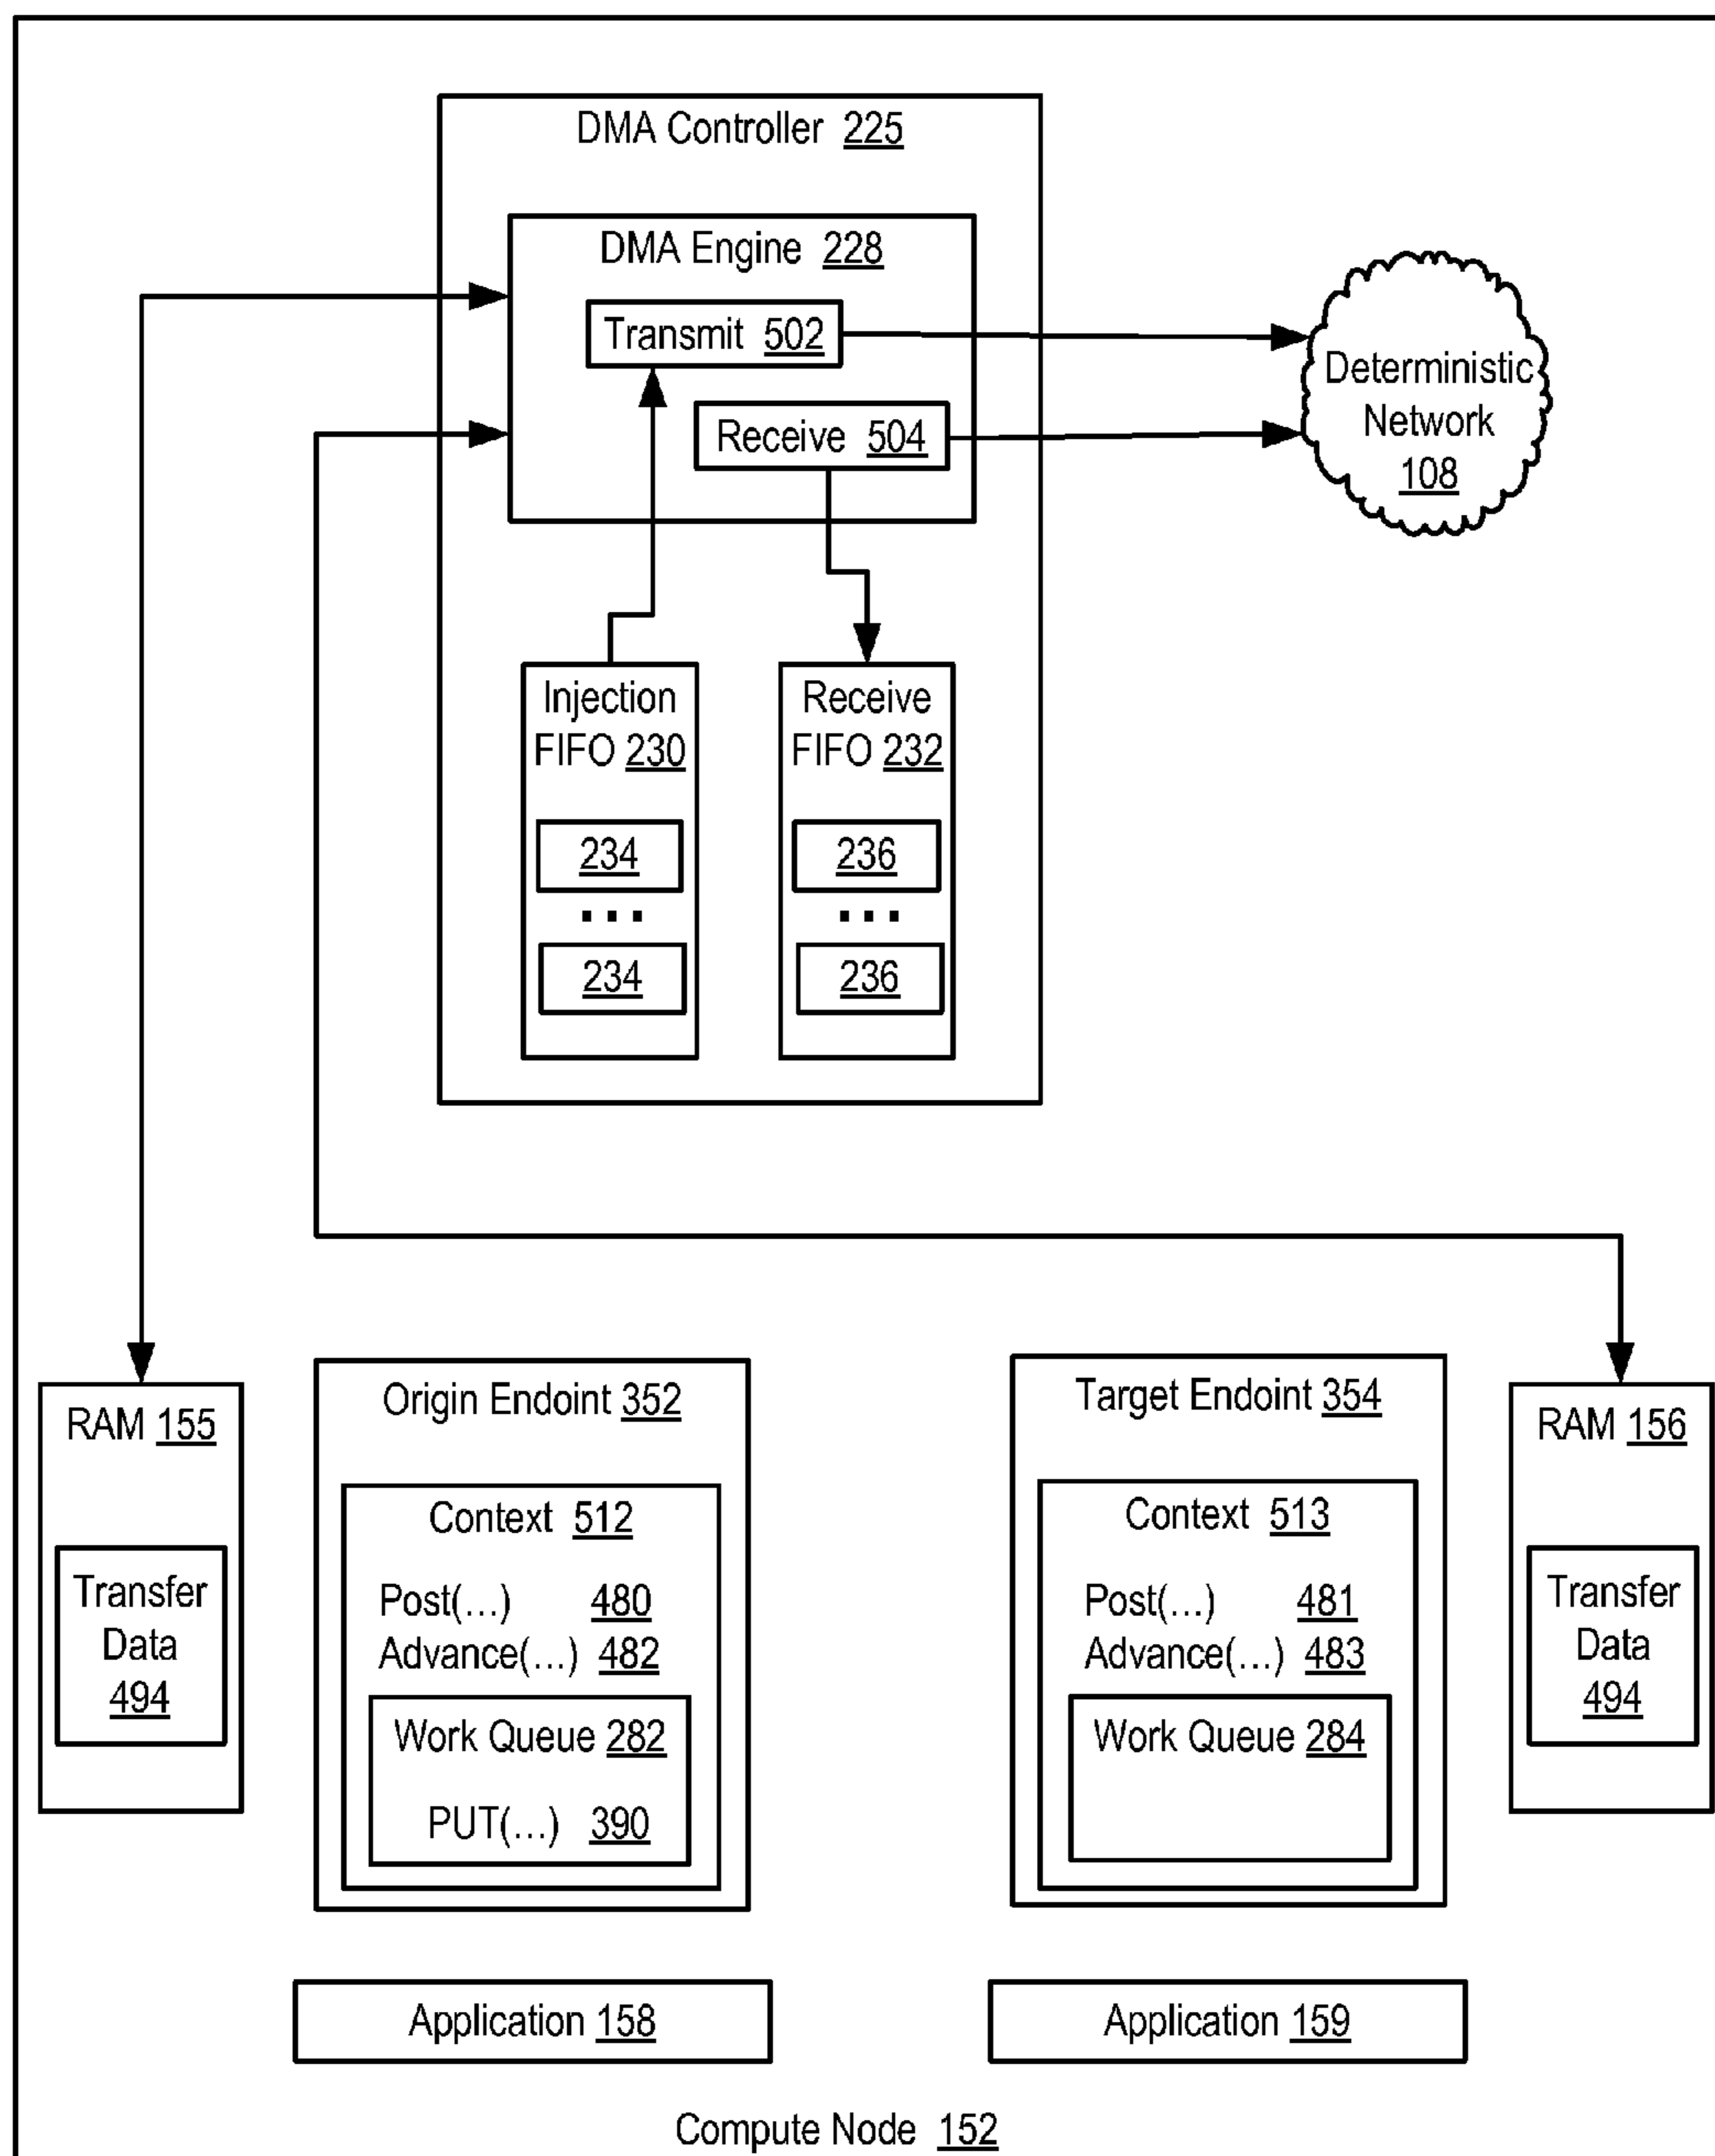 DMA Controller 225
DMA Engine 228
Transmit 502
Receive 504
Deterministic
Network
108
Injection
FIFO 230
234
...
234
Receive
FIFO 232
236
...
236
RAM 155
Transfer
Data
494
Origin Endoint 352
Context 512
Post(...) 480
Advance(...) 482
Work Queue 282
PUT(...) 390
Target Endoint 354
Context 513
Post(...) 481
Advance(...) 483
Work Queue 284
RAM 156
Transfer
Data
494
Application 158
Application 159
Compute Node 152